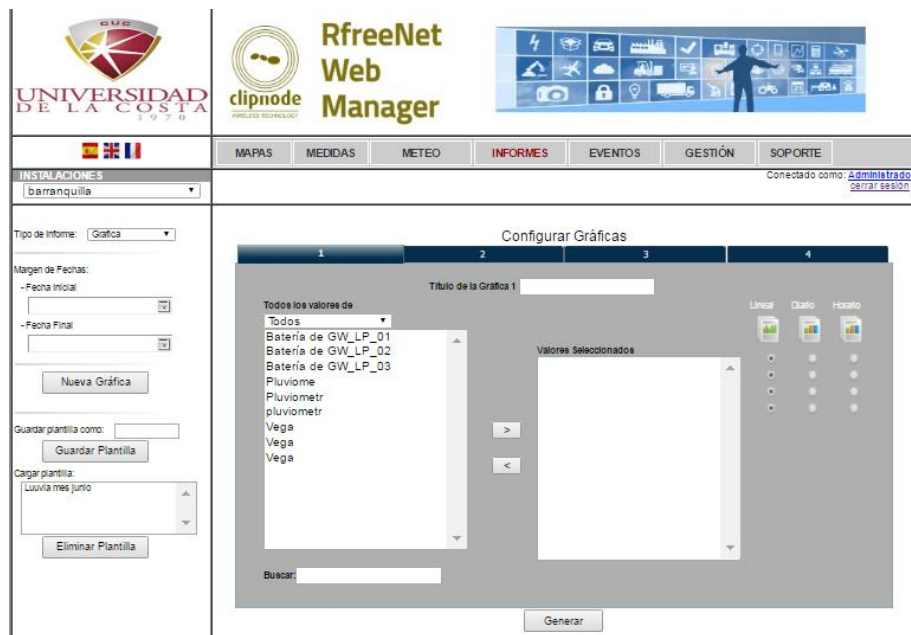 CUC
UNIVERSIDAD
DE LA COSTA
1970
clipnode
WIRELESS TECHNOLOGY
RfreeNet
Web
Manager
MAPAS MEDIDAS METEO INFORMES EVENTOS GESTIÓN SOPORTE
INSTALACIONES
barranquilla
Conectado como: Administrado
cerrar sesión
Tipo de Informe: Grafica
Margen de Fechas:
- Fecha Inicial
- Fecha Final
Nueva Gráfica
Guardar plantilla como:
Guardar Plantilla
Cargar plantilla:
Luuvia mes junio
Eliminar Plantilla
Configurar Gráficas
1 2 3 4
Título de la Gráfica 1
Todos los valores de
Todos
Batería de GW_LP_01
Batería de GW_LP_02
Batería de GW_LP_03
Pluviome
Pluviometr
pluviometr
Vega
Vega
Vega
>
<
Valores Seleccionados
Lineal Diario Horario
Buscar:
Generar